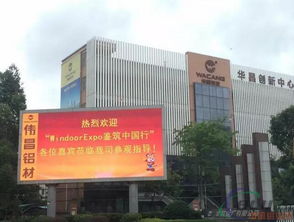 WACANG
华昌创新中心
热烈欢迎
"WindoorExpo鉴筑中国行"
各位嘉宾莅临我司参观指导!
伟昌铝材